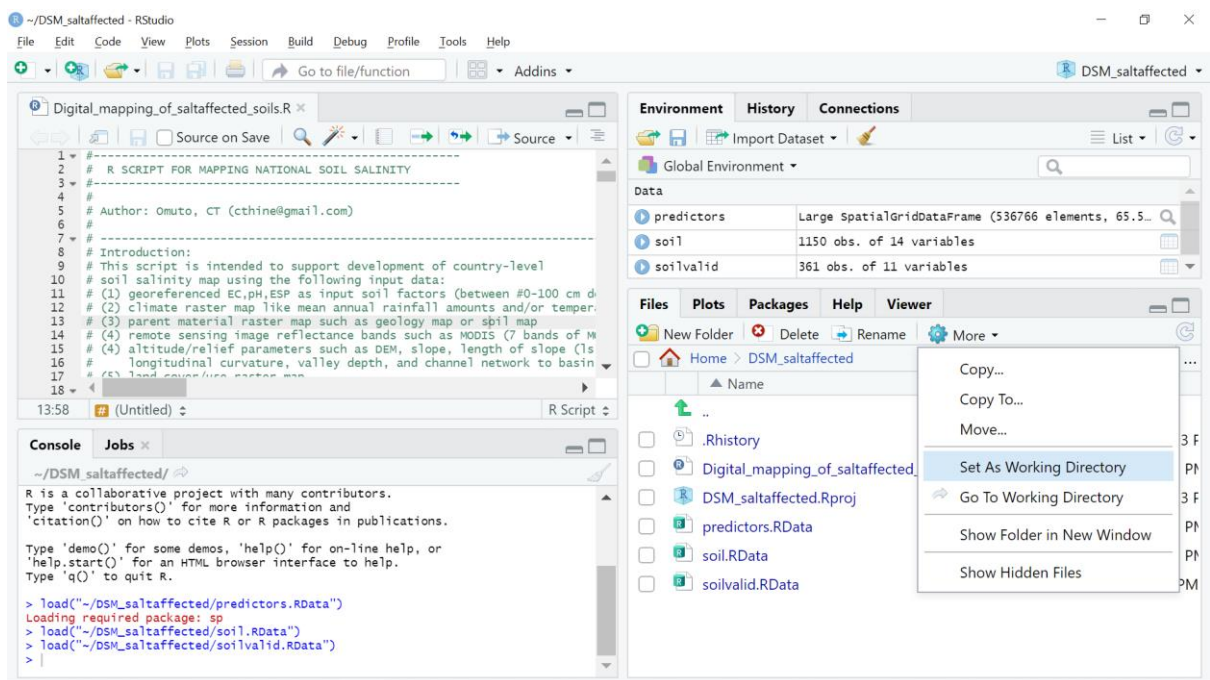 ~/DSM_saltaffected - RStudio
File Edit Code View Plots Session Build Debug Profile Tools Help
Go to file/function Addins DSM_saltaffected
Digital_mapping_of_saltaffected_soils.R
Source on Save Source
1 #---------------------------------------------------
2 # R SCRIPT FOR MAPPING NATIONAL SOIL SALINITY
3 #---------------------------------------------------
4 #
5 # Author: Omuto, CT (cthine@gmail.com)
6 #
7 # ---------------------------------------------------------------------
8 # Introduction:
9 # This script is intended to support development of country-level
10 # soil salinity map using the following input data:
11 # (1) georeferenced EC,pH,ESP as input soil factors (between #0-100 cm d
12 # (2) climate raster map like mean annual rainfall amounts and/or temper
13 # (3) parent material raster map such as geology map or soil map
14 # (4) remote sensing image reflectance bands such as MODIS (7 bands of M
15 # (4) altitude/relief parameters such as DEM, slope, length of slope (ls
16 # longitudinal curvature, valley depth, and channel network to basin
17 # (5) land cover/use raster map
18
13:58 # (Untitled) R Script
Console Jobs
~/DSM_saltaffected/
R is a collaborative project with many contributors.
Type 'contributors()' for more information and
'citation()' on how to cite R or R packages in publications.
Type 'demo()' for some demos, 'help()' for on-line help, or
'help.start()' for an HTML browser interface to help.
Type 'q()' to quit R.
> load("~/DSM_saltaffected/predictors.RData")
Loading required package: sp
> load("~/DSM_saltaffected/soil.RData")
> load("~/DSM_saltaffected/soilvalid.RData")
>
Environment History Connections
Import Dataset List
Global Environment
Data
predictors Large SpatialGridDataFrame (536766 elements, 65.5…
soil 1150 obs. of 14 variables
soilvalid 361 obs. of 11 variables
Files Plots Packages Help Viewer
New Folder Delete Rename More
Home > DSM_saltaffected ...
Name
..
.Rhistory 3 P
Digital_mapping_of_saltaffected_ PM
DSM_saltaffected.Rproj 3 P
predictors.RData PM
soil.RData PM
soilvalid.RData PM
Copy...
Copy To...
Move...
Set As Working Directory
Go To Working Directory
Show Folder in New Window
Show Hidden Files